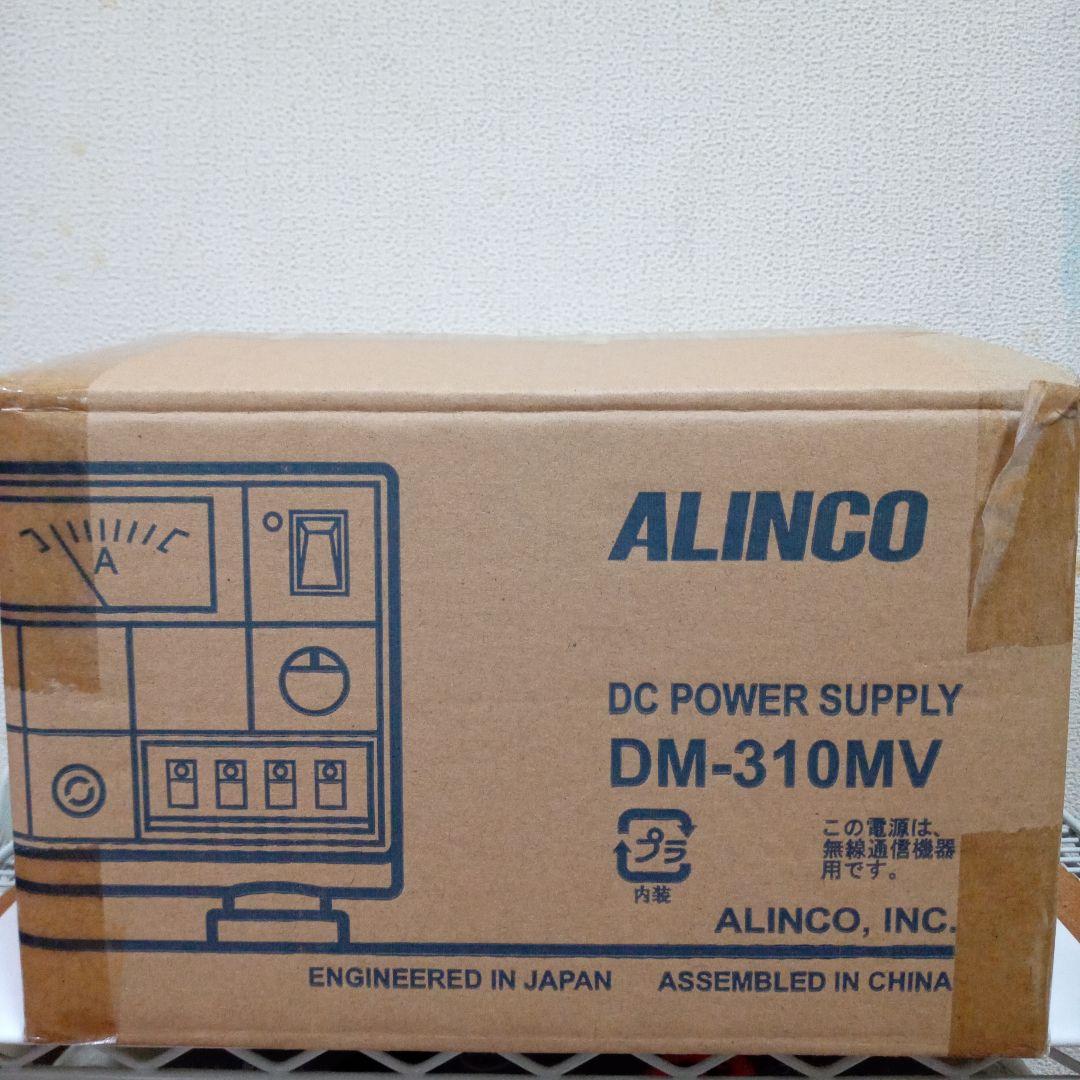 A
ALINCO
DC POWER SUPPLY
DM-310MV
プラ
内装
この電源は、
無線通信機器
用です。
ALINCO, INC.
ENGINEERED IN JAPAN ASSEMBLED IN CHINA